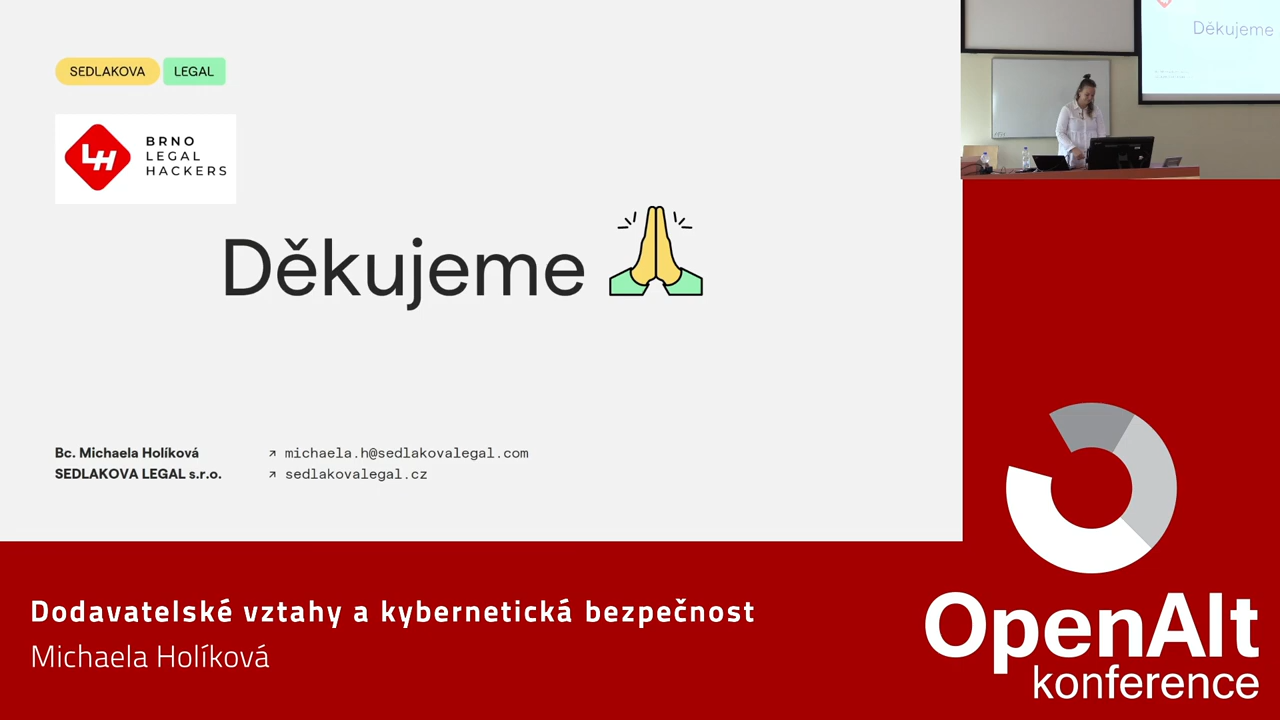 SEDLAKOVA LEGAL
LH
BRNO
LEGAL
HACKERS
Děkujeme
Bc. Michaela Holíková ↗ michaela.h@sedlakovalegal.com
SEDLAKOVA LEGAL s.r.o. ↗ sedlakovalegal.cz
Děkujeme
Dodavatelské vztahy a kybernetická bezpečnost
Michaela Holíková
OpenAlt
konference